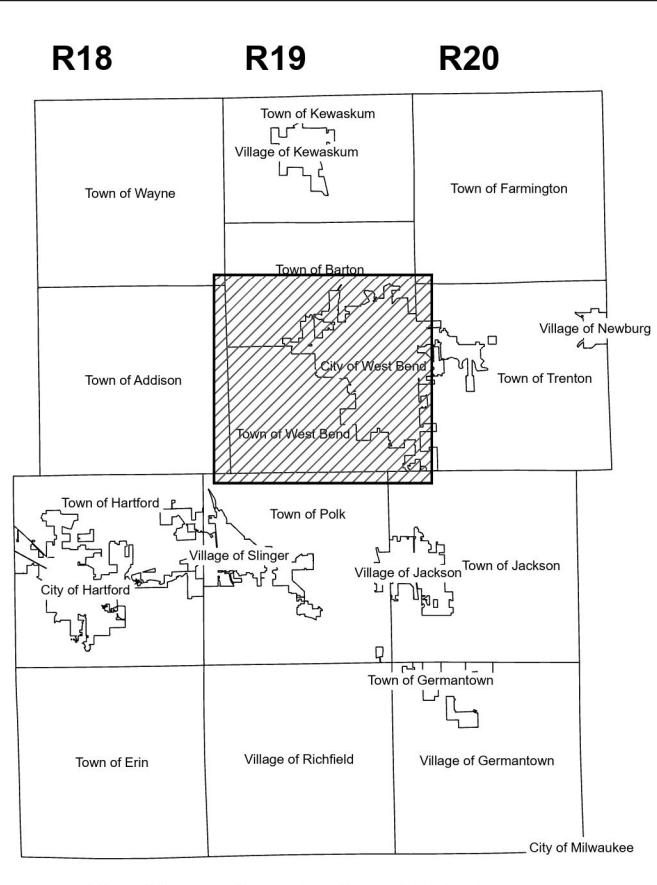 R18 R19 R20
Town of Kewaskum
Village of Kewaskum
Town of Wayne
Town of Farmington
Town of Barton
Village of Newburg
City of West Bend
Town of Addison
Town of Trenton
Town of West Bend
Town of Hartford
Town of Polk
Village of Slinger
Town of Jackson
Village of Jackson
City of Hartford
Town of Germantown
Town of Erin
Village of Richfield
Village of Germantown
City of Milwaukee